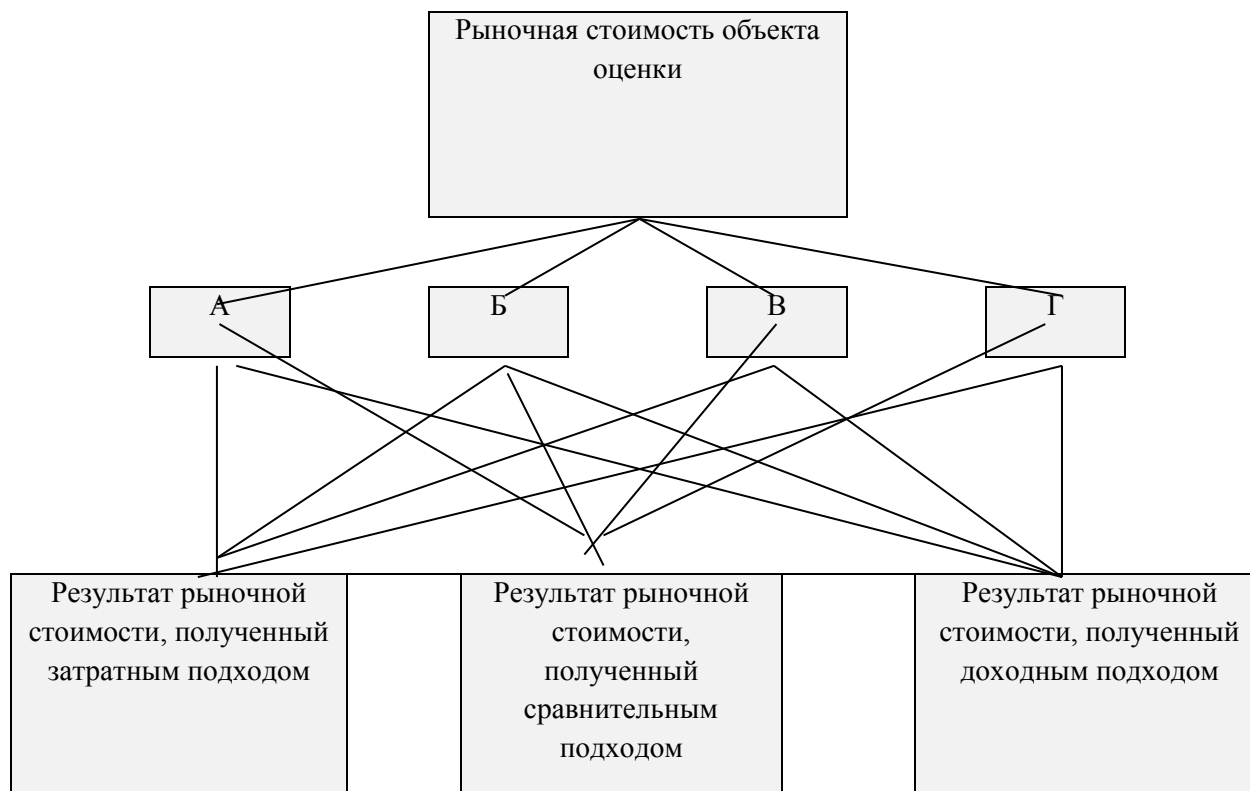 Рыночная стоимость объекта
оценки
А
Б
В
Г
Результат рыночной
стоимости, полученный
затратным подходом
Результат рыночной
стоимости,
полученный
сравнительным
подходом
Результат рыночной
стоимости, полученный
доходным подходом